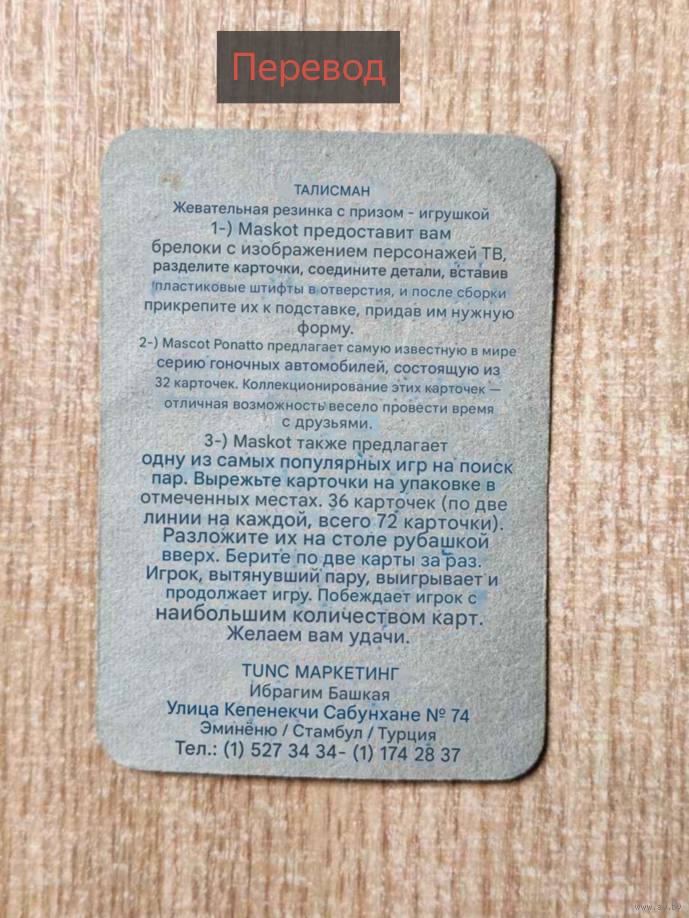 Перевод
ТАЛИСМАН
Жевательная резинка с призом - игрушкой
1-) Maskot предоставит вам
брелоки с изображением персонажей ТВ,
разделите карточки, соедините детали, вставив
пластиковые штифты в отверстия, и после сборки
прикрепите их к подставке, придав им нужную
форму.
2-) Mascot Ponatto предлагает самую известную в мире
серию гоночных автомобилей, состоящую из
32 карточек. Коллекционирование этих карточек —
отличная возможность весело провести время
с друзьями.
3-) Maskot также предлагает
одну из самых популярных игр на поиск
пар. Вырежьте карточки на упаковке в
отмеченных местах. 36 карточек (по две
линии на каждой, всего 72 карточки).
Разложите их на столе рубашкой
вверх. Берите по две карты за раз.
Игрок, вытянувший пару, выигрывает и
продолжает игру. Побеждает игрок с
наибольшим количеством карт.
Желаем вам удачи.
TUNC МАРКЕТИНГ
Ибрагим Башкая
Улица Кепенекчи Сабунхане № 74
Эминёню / Стамбул / Турция
Тел.: (1) 527 34 34- (1) 174 28 37
www.ay.by